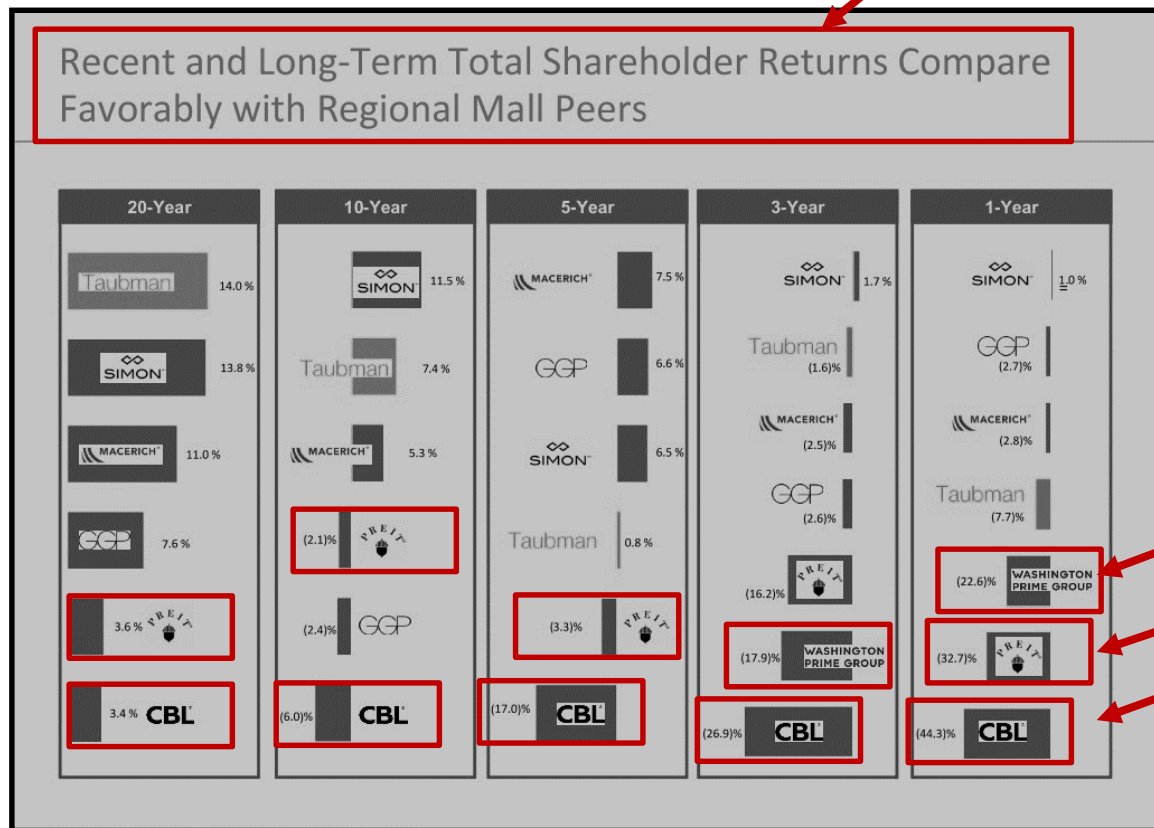 Recent and Long-Term Total Shareholder Returns Compare
Favorably with Regional Mall Peers
20-Year
Taubman 14.0 %
SIMON 13.8 %
MACERICH 11.0 %
GGP 7.6 %
3.6 % PREIT
3.4 % CBL
10-Year
SIMON 11.5 %
Taubman 7.4 %
MACERICH 5.3 %
(2.1)% PREIT
(2.4)% GGP
(6.0)% CBL
5-Year
MACERICH 7.5 %
GGP 6.6 %
SIMON 6.5 %
Taubman 0.8 %
(3.3)% PREIT
(17.0)% CBL
3-Year
SIMON 1.7 %
Taubman
(1.6)%
MACERICH
(2.5)%
GGP
(2.6)%
PREIT
(16.2)%
(17.9)% WASHINGTON
PRIME GROUP
(26.9)% CBL
1-Year
SIMON 1.0 %
GGP
(2.7)%
MACERICH
(2.8)%
Taubman
(7.7)%
(22.6)% WASHINGTON
PRIME GROUP
(32.7)% PREIT
(44.3)% CBL